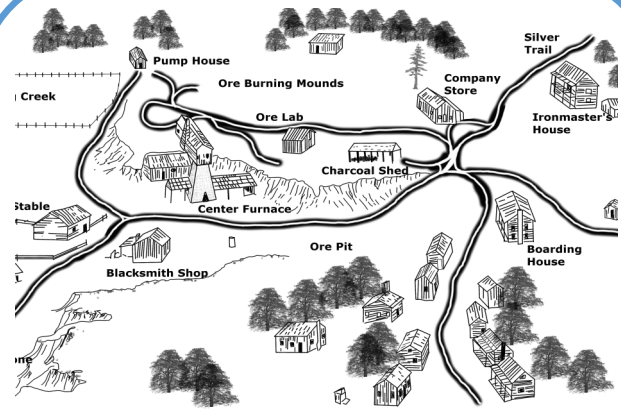 Silver
Trail
Pump House
Ore Burning Mounds
Company
Store
Creek
Ore Lab
Ironmaster's
House
Charcoal Shed
Stable
Center Furnace
Ore Pit
Boarding
House
Blacksmith Shop